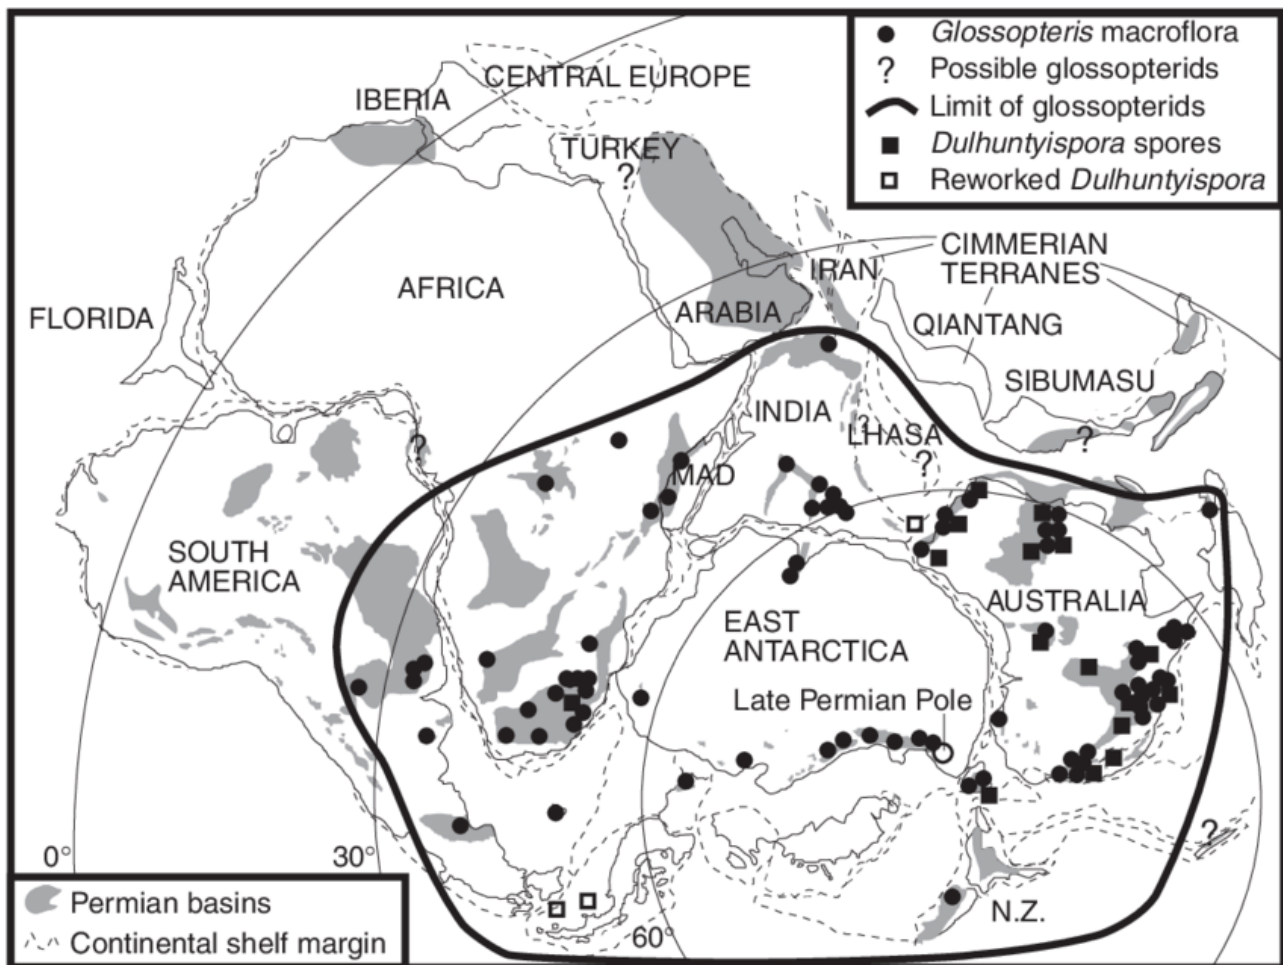 Glossopteris macroflora
? Possible glossopterids
Limit of glossopterids
Dulhuntyispora spores
Reworked Dulhuntyispora
CENTRAL EUROPE
IBERIA
TURKEY
?
CIMMERIAN
TERRANES
IRAN
AFRICA
ARABIA
FLORIDA
QIANTANG
SIBUMASU
?
INDIA
?
LHASA
?
?
MAD
SOUTH
AMERICA
EAST
ANTARCTICA
AUSTRALIA
Late Permian Pole
?
0°
30°
60°
N.Z.
Permian basins
Continental shelf margin